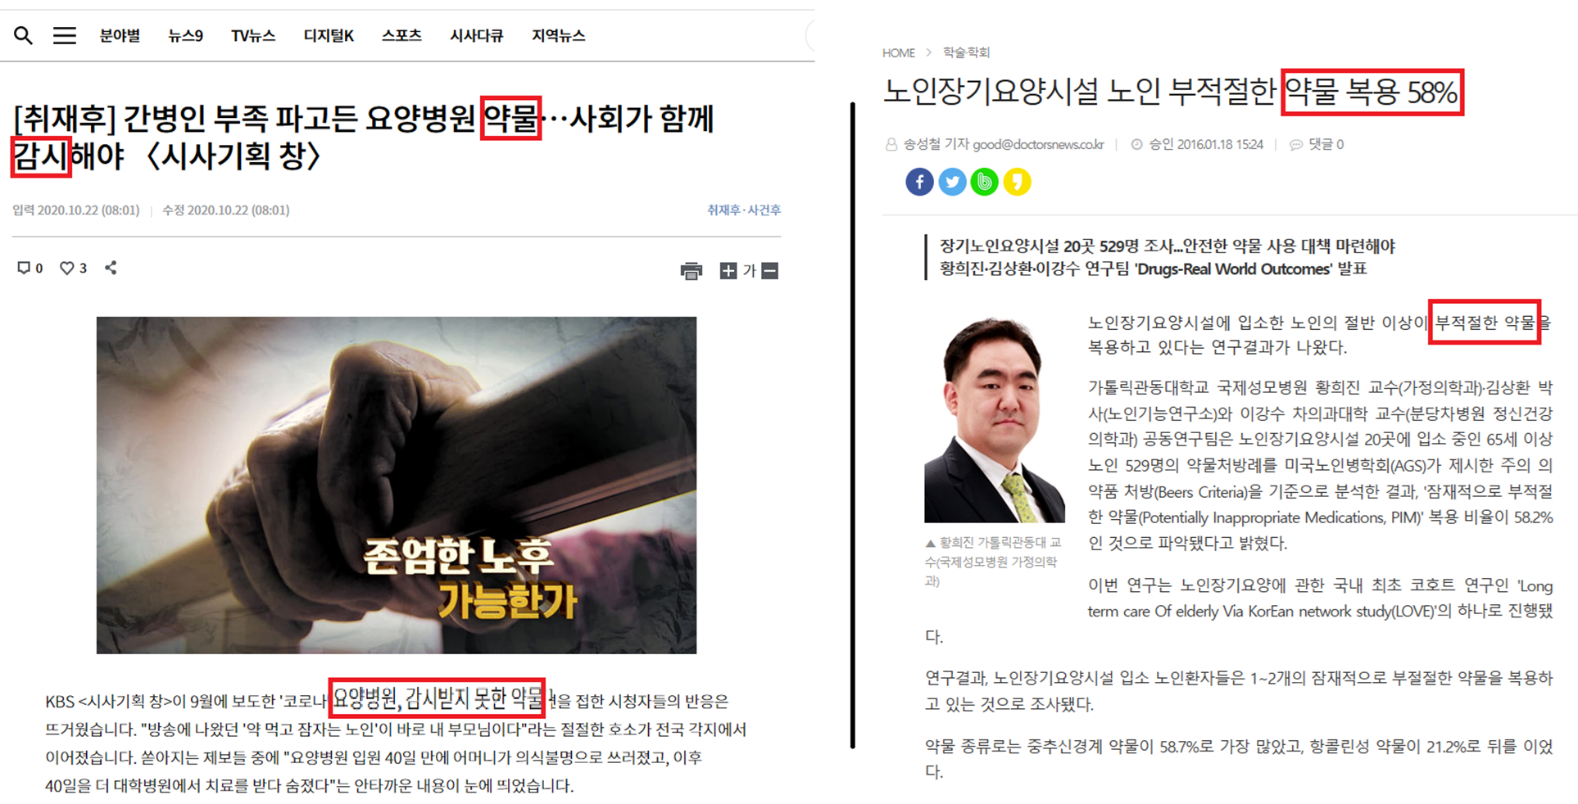 분야별 뉴스9 TV뉴스 디지털K 스포츠 시사다큐 지역뉴스
[취재후] 간병인 부족 파고든 요양병원 약물…사회가 함께
감시해야 〈시사기획 창〉
입력 2020.10.22 (08:01) | 수정 2020.10.22 (08:01)
취재후·사건후
0 3
가
존엄한 노후
가능한가
KBS <시사기획 창>이 9월에 보도한 '코로나 요양병원, 감시받지 못한 약물 을 접한 시청자들의 반응은
뜨거웠습니다. "방송에 나왔던 '약 먹고 잠자는 노인'이 바로 내 부모님이다"라는 절절한 호소가 전국 각지에서
이어졌습니다. 쏟아지는 제보들 중에 "요양병원 입원 40일 만에 어머니가 의식불명으로 쓰러졌고, 이후
40일을 더 대학병원에서 치료를 받다 숨졌다"는 안타까운 내용이 눈에 띄었습니다.
HOME > 학술·학회
노인장기요양시설 노인 부적절한 약물 복용 58%
송성철 기자 good@doctorsnews.co.kr | 승인 2016.01.18 15:24 | 댓글 0
장기노인요양시설 20곳 529명 조사...안전한 약물 사용 대책 마련해야
황희진·김상환·이강수 연구팀 'Drugs-Real World Outcomes' 발표
노인장기요양시설에 입소한 노인의 절반 이상이 부적절한 약물을
복용하고 있다는 연구결과가 나왔다.
가톨릭관동대학교 국제성모병원 황희진 교수(가정의학과)·김상환 박
사(노인기능연구소)와 이강수 차의과대학 교수(분당차병원 정신건강
의학과) 공동연구팀은 노인장기요양시설 20곳에 입소 중인 65세 이상
노인 529명의 약물처방례를 미국노인병학회(AGS)가 제시한 주의 의
약품 처방(Beers Criteria)을 기준으로 분석한 결과, '잠재적으로 부적절
한 약물(Potentially Inappropriate Medications, PIM)' 복용 비율이 58.2%
인 것으로 파악됐다고 밝혔다.
▲ 황희진 가톨릭관동대 교
수(국제성모병원 가정의학
과)
이번 연구는 노인장기요양에 관한 국내 최초 코호트 연구인 'Long
term care Of elderly Via KorEan network study(LOVE)'의 하나로 진행됐
다.
연구결과, 노인장기요양시설 입소 노인환자들은 1~2개의 잠재적으로 부절절한 약물을 복용하
고 있는 것으로 조사됐다.
약물 종류로는 중추신경계 약물이 58.7%로 가장 많았고, 항콜린성 약물이 21.2%로 뒤를 이었
다.